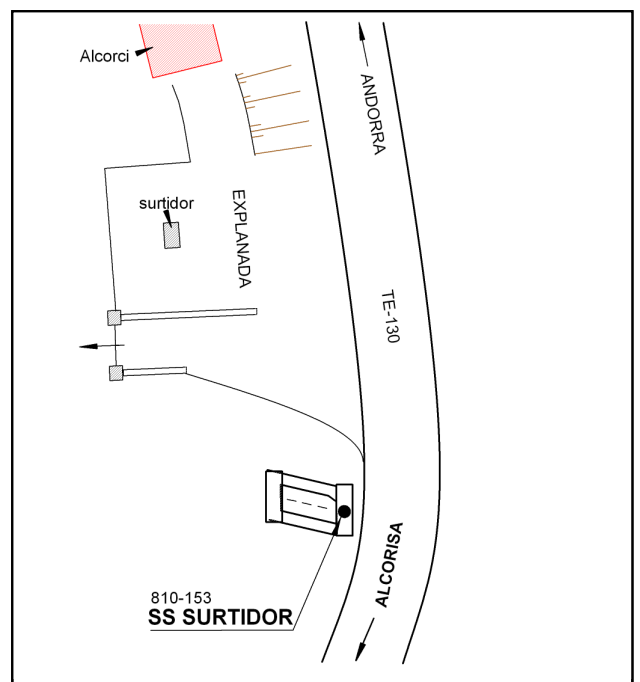 Alcorci
ANDORRA
surtidor
EXPLANADA
TE-130
ALCORISA
810-153
SS SURTIDOR